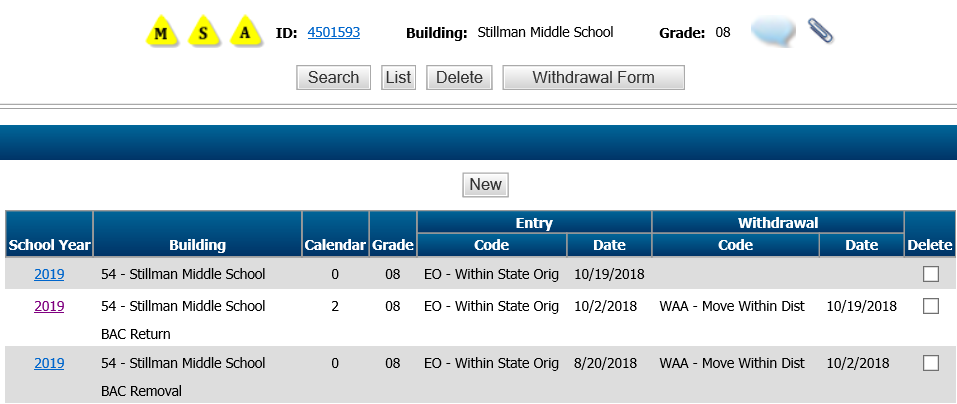 M S A ID: 4501593 Building: Stillman Middle School Grade: 08
Search List Delete Withdrawal Form
New
Entry Withdrawal
School Year Building Calendar Grade Code Date Code Date Delete
2019 54 - Stillman Middle School 0 08 EO - Within State Orig 10/19/2018
2019 54 - Stillman Middle School 2 08 EO - Within State Orig 10/2/2018 WAA - Move Within Dist 10/19/2018
BAC Return
2019 54 - Stillman Middle School 0 08 EO - Within State Orig 8/20/2018 WAA - Move Within Dist 10/2/2018
BAC Removal